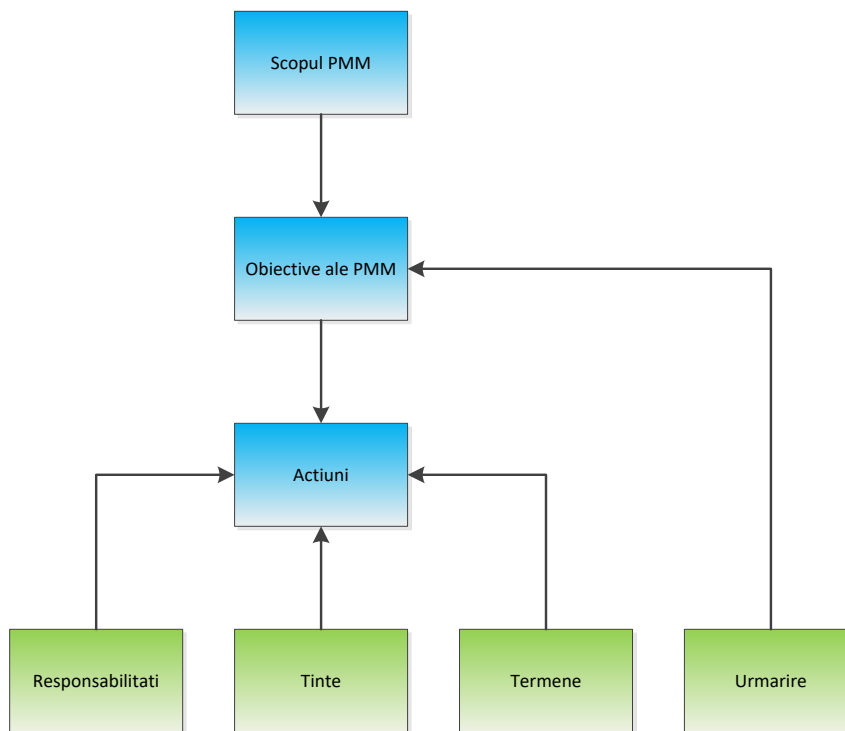 Scopul PMM
Obiective ale PMM
Actiuni
Responsabilitati
Tinte
Termene
Urmarire